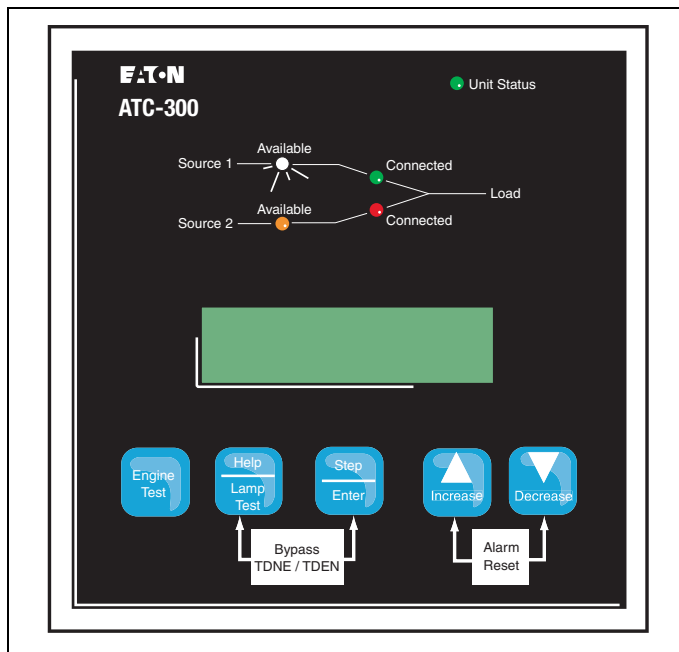 EATON
ATC-300
Unit Status
Available
Source 1
Connected
Load
Available
Source 2
Connected
Engine
Test
Help
Lamp
Test
Step
Enter
Increase
Decrease
Bypass
TDNE / TDEN
Alarm
Reset